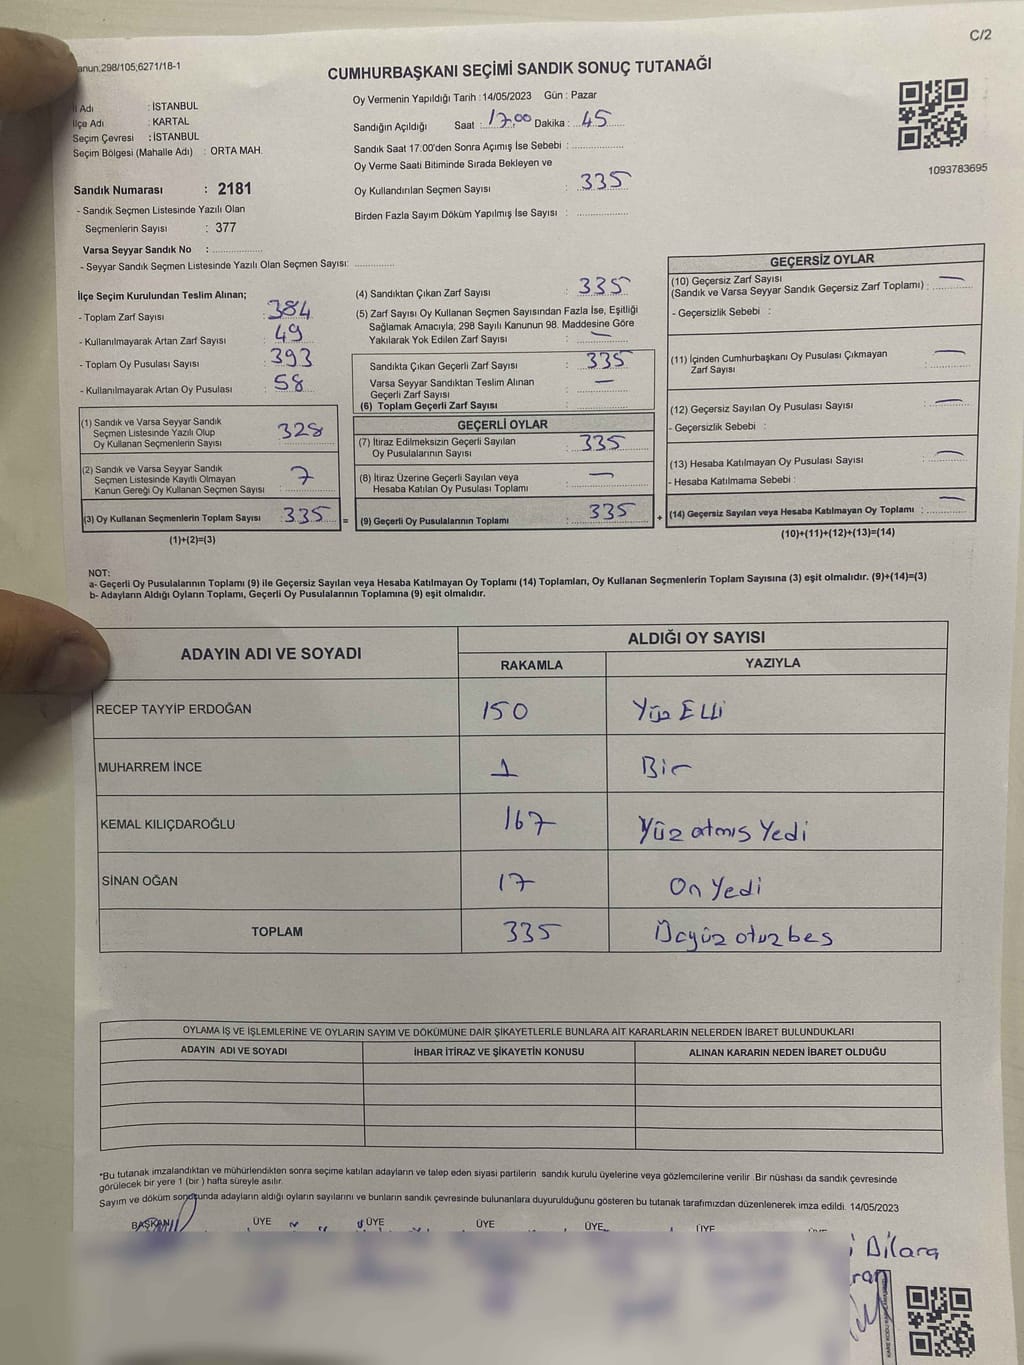 C/2
anun;298/105;6271/18-1
CUMHURBAŞKANI SEÇİMİ SANDIK SONUÇ TUTANAĞI
İl Adı : İSTANBUL
İlçe Adı : KARTAL
Seçim Çevresi : İSTANBUL
Seçim Bölgesi (Mahalle Adı) : ORTA MAH.
Sandık Numarası : 2181
- Sandık Seçmen Listesinde Yazılı Olan
Seçmenlerin Sayısı : 377
Varsa Seyyar Sandık No :
- Seyyar Sandık Seçmen Listesinde Yazılı Olan Seçmen Sayısı:
Oy Vermenin Yapıldığı Tarih : 14/05/2023 Gün : Pazar
Sandığın Açıldığı Saat : 17.00 Dakika : 45
Sandık Saat 17:00'den Sonra Açımış İse Sebebi :
Oy Verme Saati Bitiminde Sırada Bekleyen ve
Oy Kullandırılan Seçmen Sayısı : 335
Birden Fazla Sayım Döküm Yapılmış İse Sayısı :
1093783695
İlçe Seçim Kurulundan Teslim Alınan;
- Toplam Zarf Sayısı : 384
- Kullanılmayarak Artan Zarf Sayısı : 49
- Toplam Oy Pusulası Sayısı : 393
- Kullanılmayarak Artan Oy Pusulası : 58
(1) Sandık ve Varsa Seyyar Sandık
Seçmen Listesinde Yazılı Olup
Oy Kullanan Seçmenlerin Sayısı : 328
(2) Sandık ve Varsa Seyyar Sandık
Seçmen Listesinde Kayıtlı Olmayan
Kanun Gereği Oy Kullanan Seçmen Sayısı : 7
(3) Oy Kullanan Seçmenlerin Toplam Sayısı : 335
(1)+(2)=(3)
(4) Sandıktan Çıkan Zarf Sayısı : 335
(5) Zarf Sayısı Oy Kullanan Seçmen Sayısından Fazla İse, Eşitliği
Sağlamak Amacıyla; 298 Sayılı Kanunun 98. Maddesine Göre
Yakılarak Yok Edilen Zarf Sayısı : —
Sandıkta Çıkan Geçerli Zarf Sayısı : 335
Varsa Seyyar Sandıktan Teslim Alınan
Geçerli Zarf Sayısı : —
(6) Toplam Geçerli Zarf Sayısı :
GEÇERLİ OYLAR
(7) İtiraz Edilmeksizin Geçerli Sayılan
Oy Pusulalarının Sayısı : 335
(8) İtiraz Üzerine Geçerli Sayılan veya
Hesaba Katılan Oy Pusulası Toplamı : —
= (9) Geçerli Oy Pusulalarının Toplamı : 335 +
GEÇERSİZ OYLAR
(10) Geçersiz Zarf Sayısı
(Sandık ve Varsa Seyyar Sandık Geçersiz Zarf Toplamı) : —
- Geçersizlik Sebebi :
(11) İçinden Cumhurbaşkanı Oy Pusulası Çıkmayan
Zarf Sayısı : —
(12) Geçersiz Sayılan Oy Pusulası Sayısı : —
- Geçersizlik Sebebi :
(13) Hesaba Katılmayan Oy Pusulası Sayısı : —
- Hesaba Katılmama Sebebi :
(14) Geçersiz Sayılan veya Hesaba Katılmayan Oy Toplamı : —
(10)+(11)+(12)+(13)=(14)
NOT:
a- Geçerli Oy Pusulalarının Toplamı (9) ile Geçersiz Sayılan veya Hesaba Katılmayan Oy Toplamı (14) Toplamları, Oy Kullanan Seçmenlerin Toplam Sayısına (3) eşit olmalıdır. (9)+(14)=(3)
b- Adayların Aldığı Oyların Toplamı, Geçerli Oy Pusulalarının Toplamına (9) eşit olmalıdır.
ADAYIN ADI VE SOYADI ALDIĞI OY SAYISI
RAKAMLA YAZIYLA
RECEP TAYYİP ERDOĞAN 150 Yüz Elli
MUHARREM İNCE 1 Bir
KEMAL KILIÇDAROĞLU 167 Yüz atmış Yedi
SİNAN OĞAN 17 On Yedi
TOPLAM 335 Üçyüz otuz beş
OYLAMA İŞ VE İŞLEMLERİNE VE OYLARIN SAYIM VE DÖKÜMÜNE DAİR ŞİKAYETLERLE BUNLARA AİT KARARLARIN NELERDEN İBARET BULUNDUKLARI
ADAYIN ADI VE SOYADI İHBAR İTİRAZ VE ŞİKAYETİN KONUSU ALINAN KARARIN NEDEN İBARET OLDUĞU
*Bu tutanak imzalandıktan ve mühürlendikten sonra seçime katılan adayların ve talep eden siyasi partilerin sandık kurulu üyelerine veya gözlemcilerine verilir. Bir nüshası da sandık çevresinde
görülecek bir yere 1 (bir ) hafta süreyle asılır.
Sayım ve döküm sonucunda adayların aldığı oyların sayılarını ve bunların sandık çevresinde bulunanlara duyurulduğunu gösteren bu tutanak tarafımızdan düzenlenerek imza edildi. 14/05/2023
BAŞKAN ÜYE ÜYE ÜYE ÜYE ÜYE
Dilara